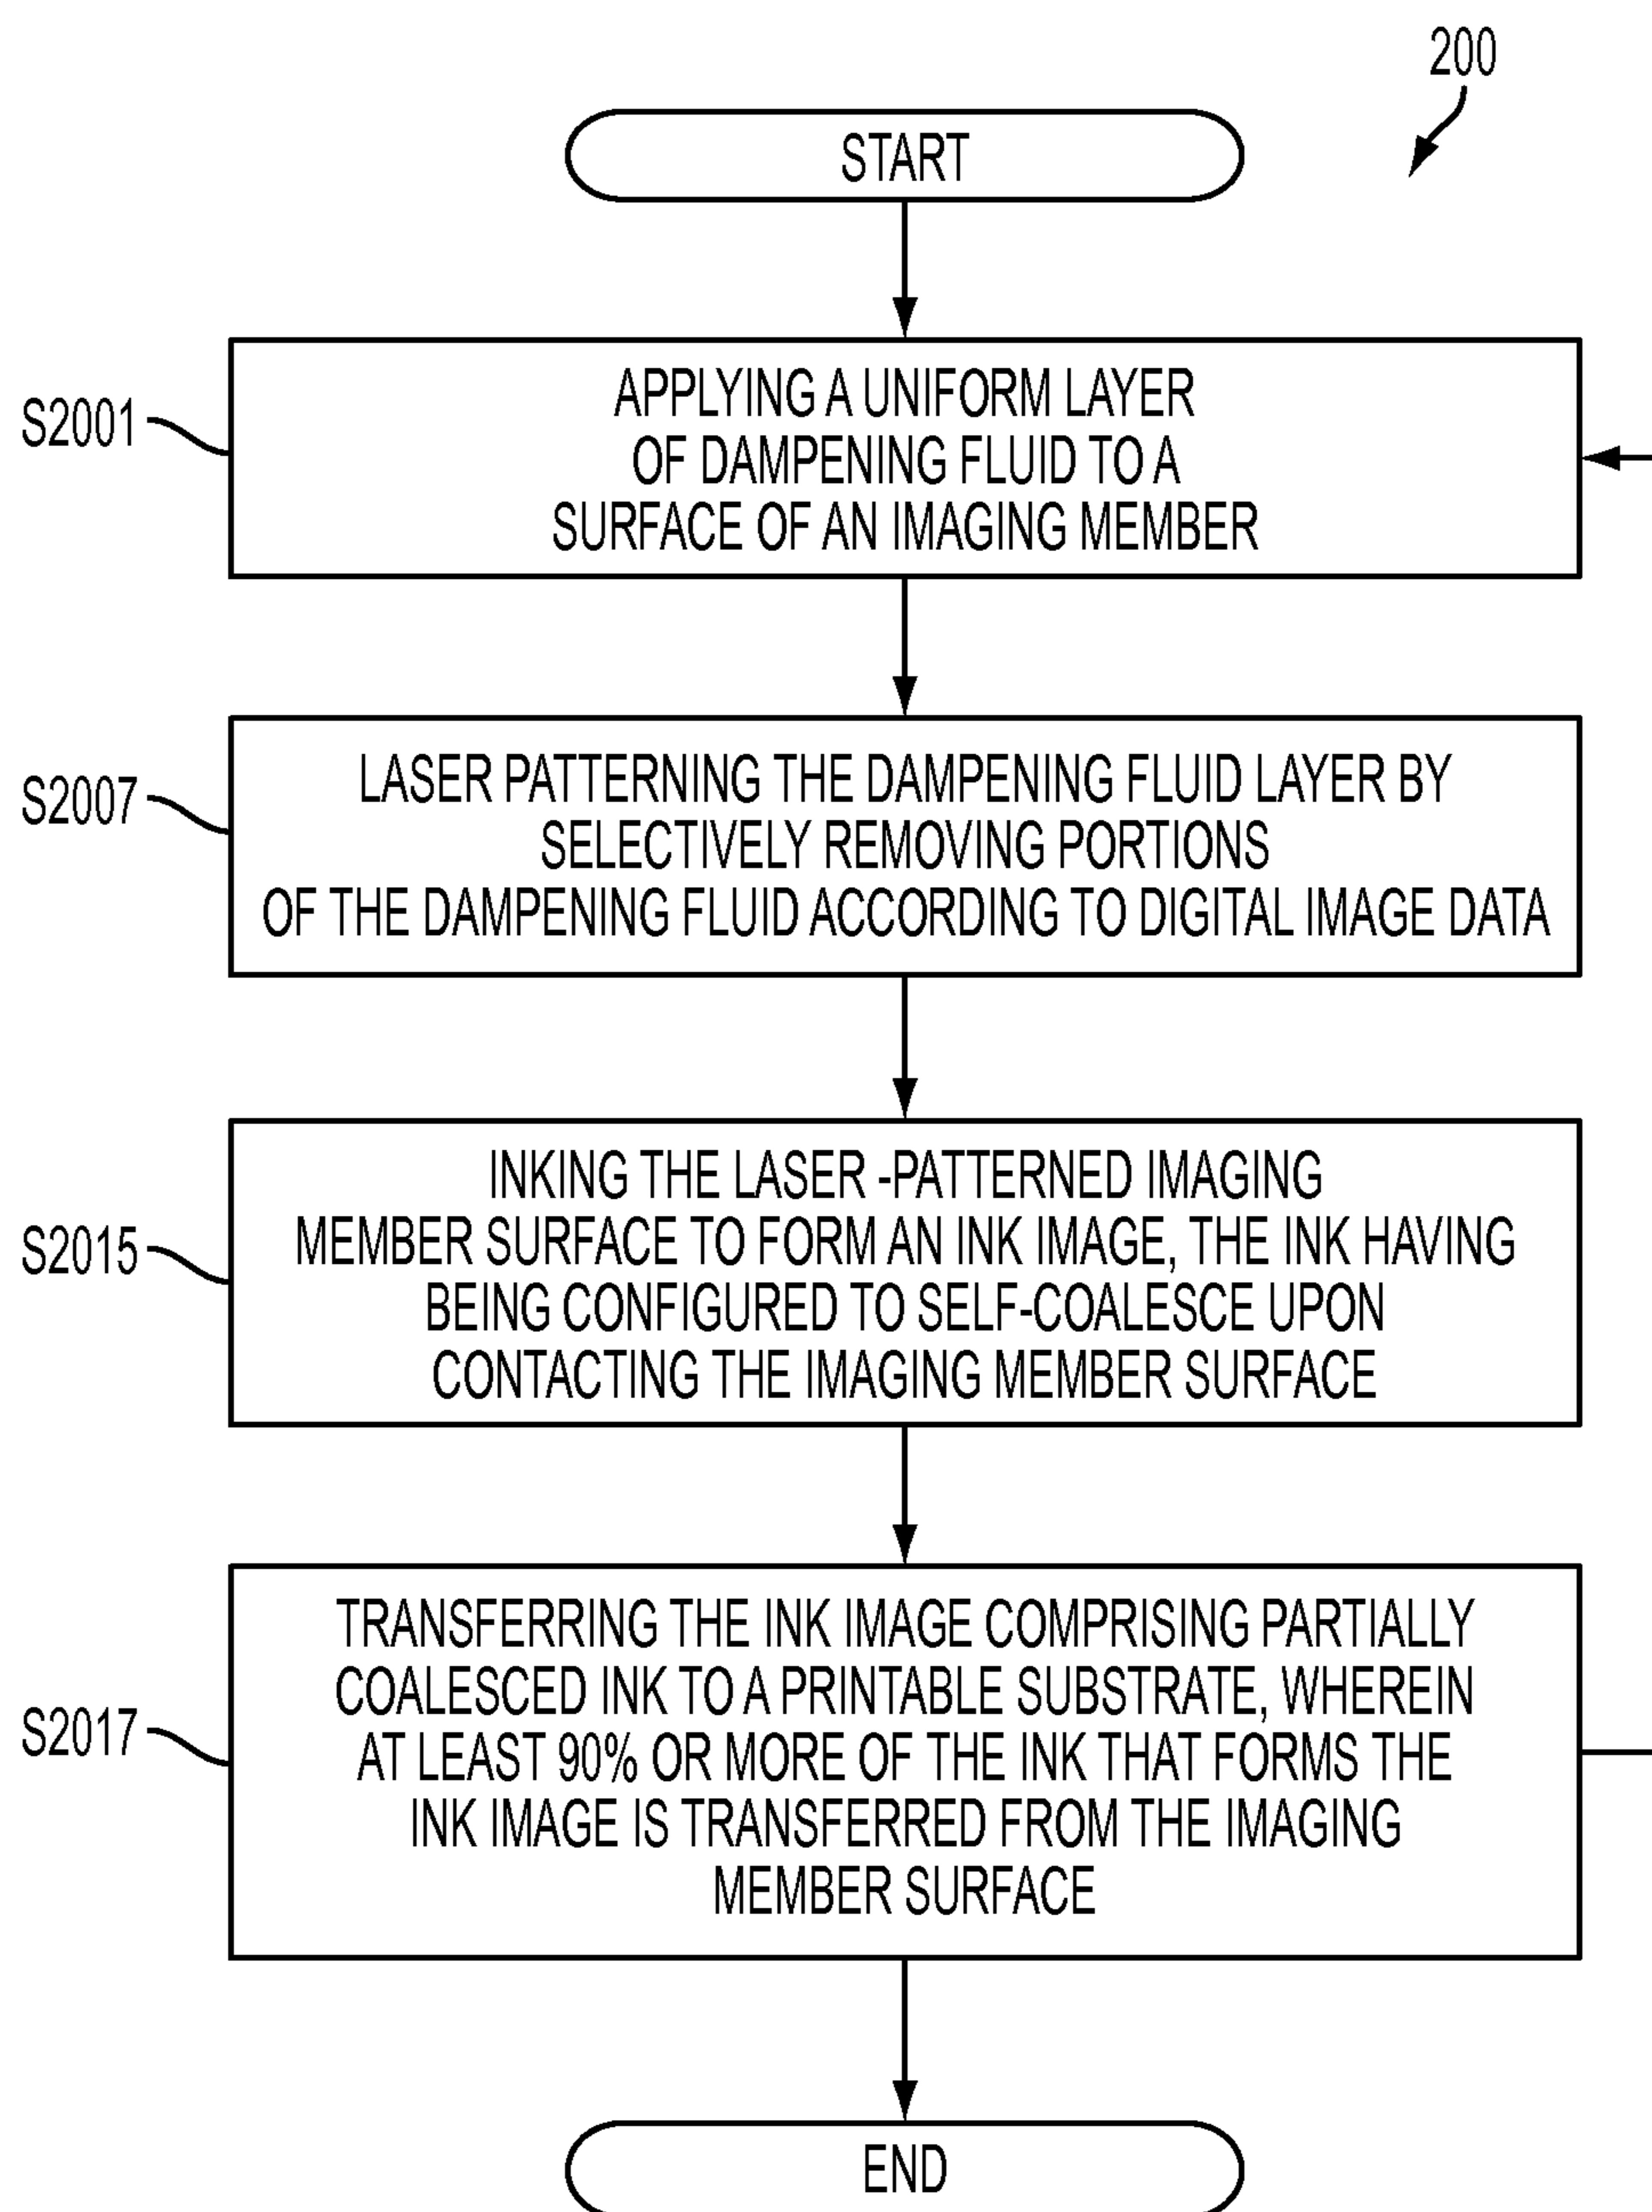 200
START
S2001
APPLYING A UNIFORM LAYER
OF DAMPENING FLUID TO A
SURFACE OF AN IMAGING MEMBER
S2007
LASER PATTERNING THE DAMPENING FLUID LAYER BY
SELECTIVELY REMOVING PORTIONS
OF THE DAMPENING FLUID ACCORDING TO DIGITAL IMAGE DATA
S2015
INKING THE LASER -PATTERNED IMAGING
MEMBER SURFACE TO FORM AN INK IMAGE, THE INK HAVING
BEING CONFIGURED TO SELF-COALESCE UPON
CONTACTING THE IMAGING MEMBER SURFACE
S2017
TRANSFERRING THE INK IMAGE COMPRISING PARTIALLY
COALESCED INK TO A PRINTABLE SUBSTRATE, WHEREIN
AT LEAST 90% OR MORE OF THE INK THAT FORMS THE
INK IMAGE IS TRANSFERRED FROM THE IMAGING
MEMBER SURFACE
END